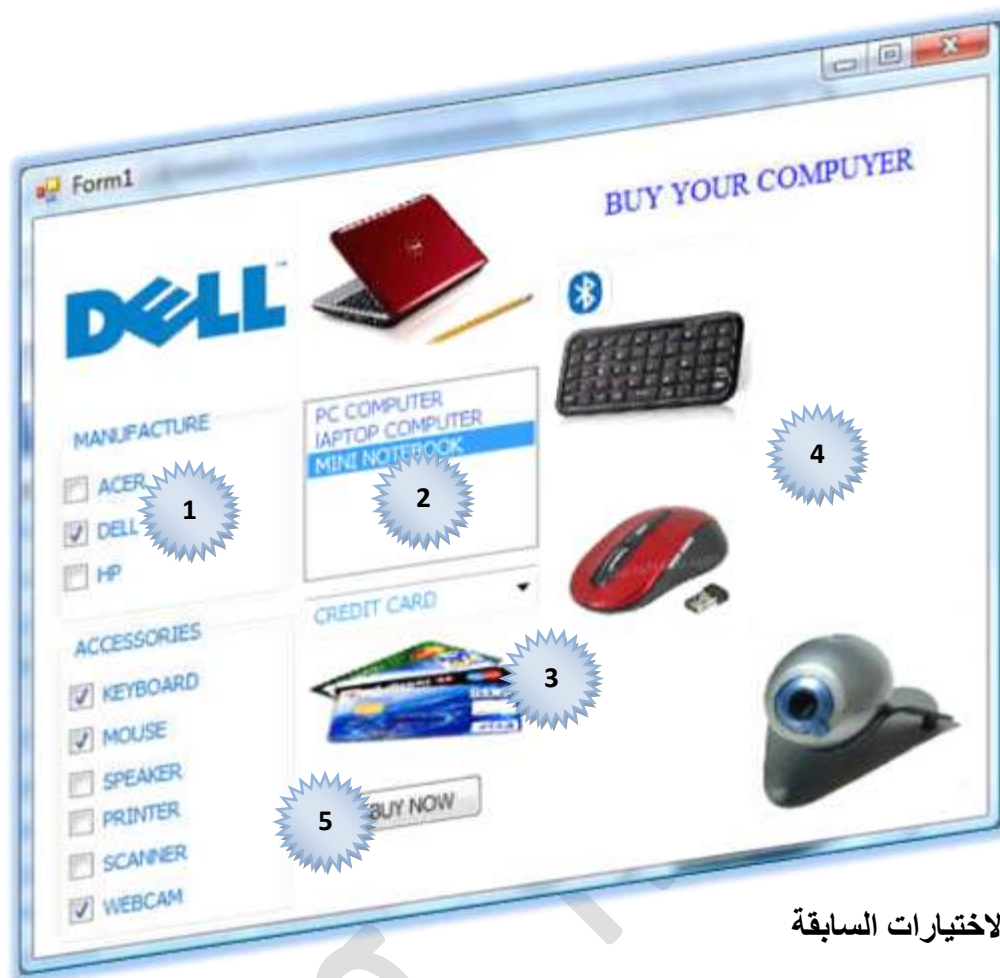 Form1
BUY YOUR COMPUYER
DELL
MANUFACTURE
ACER
DELL
HP
1
PC COMPUTER
lAPTOP COMPUTER
MINI NOTEBOOK
2
4
CREDIT CARD
3
ACCESSORIES
KEYBOARD
MOUSE
SPEAKER
PRINTER
SCANNER
WEBCAM
5
BUY NOW
لاختيارات السابقة